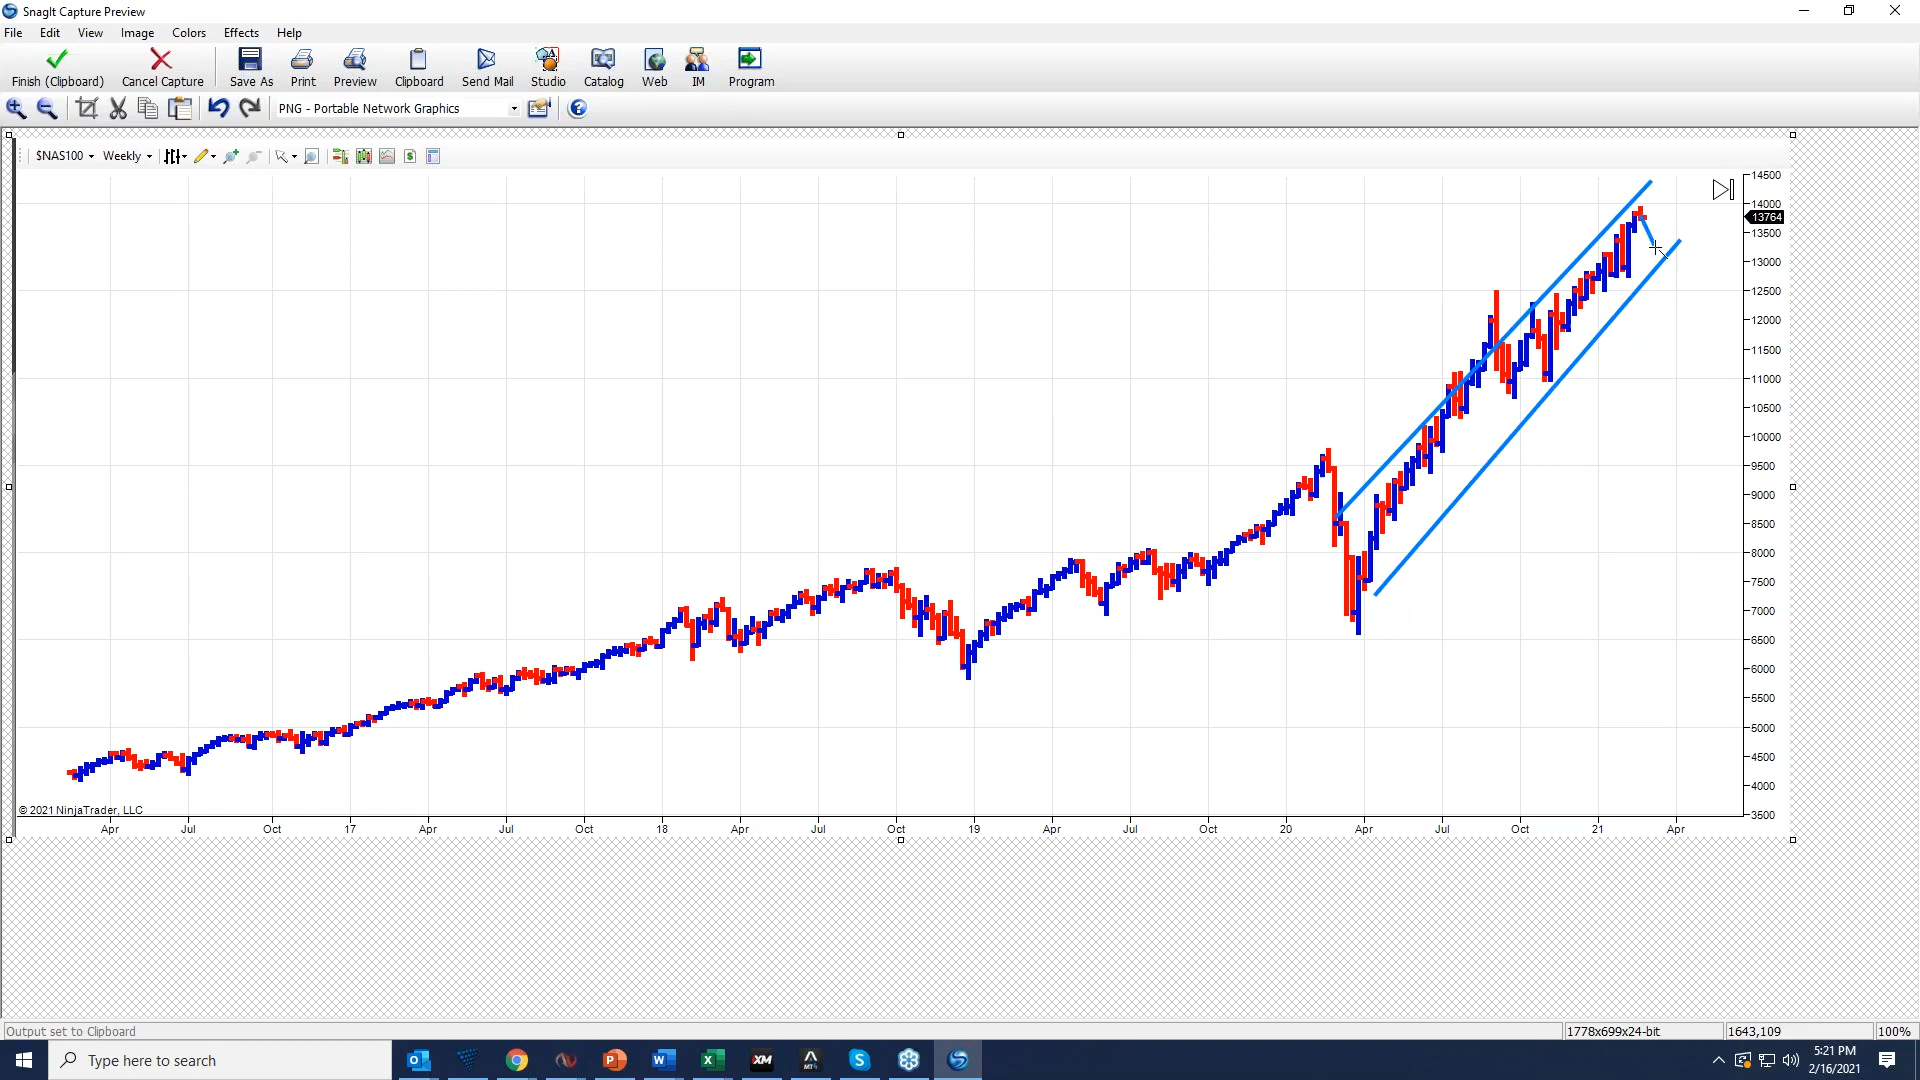 SnagIt Capture Preview
File Edit View Image Colors Effects Help
Finish (Clipboard) Cancel Capture Save As Print Preview Clipboard Send Mail Studio Catalog Web IM Program
PNG - Portable Network Graphics
$NAS100 Weekly
14500
14000
13764
13500
13000
12500
12000
11500
11000
10500
10000
9500
9000
8500
8000
7500
7000
6500
6000
5500
5000
4500
4000
3500
© 2021 NinjaTrader, LLC
Apr Jul Oct 17 Apr Jul Oct 18 Apr Jul Oct 19 Apr Jul Oct 20 Apr Jul Oct 21 Apr
Output set to Clipboard 1778x699x24-bit 1643,109 100%
Type here to search
XM
MT4
5:21 PM
2/16/2021